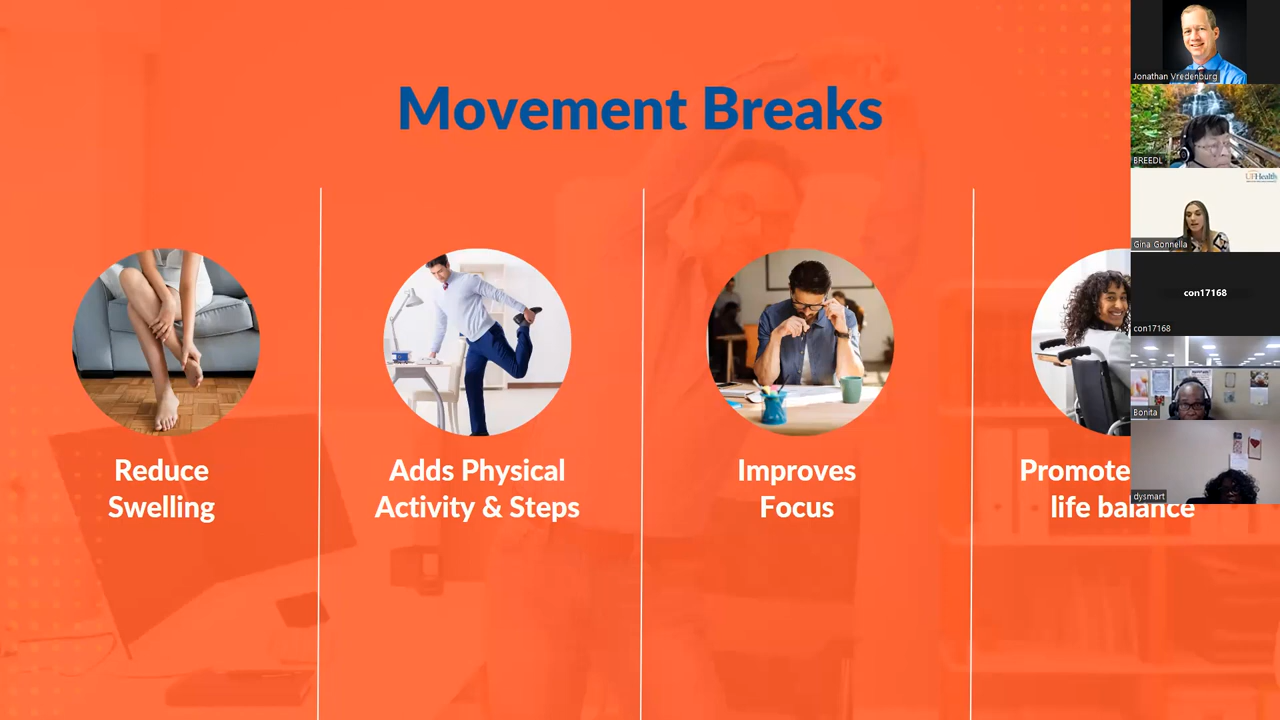 Movement Breaks
Reduce
Swelling
Adds Physical
Activity & Steps
Improves
Focus
Promote
life balance
Jonathan Vredenburg
BREEDL
UFHealth
Gina Gonnella
con17168
con17168
Bonita
dysmart